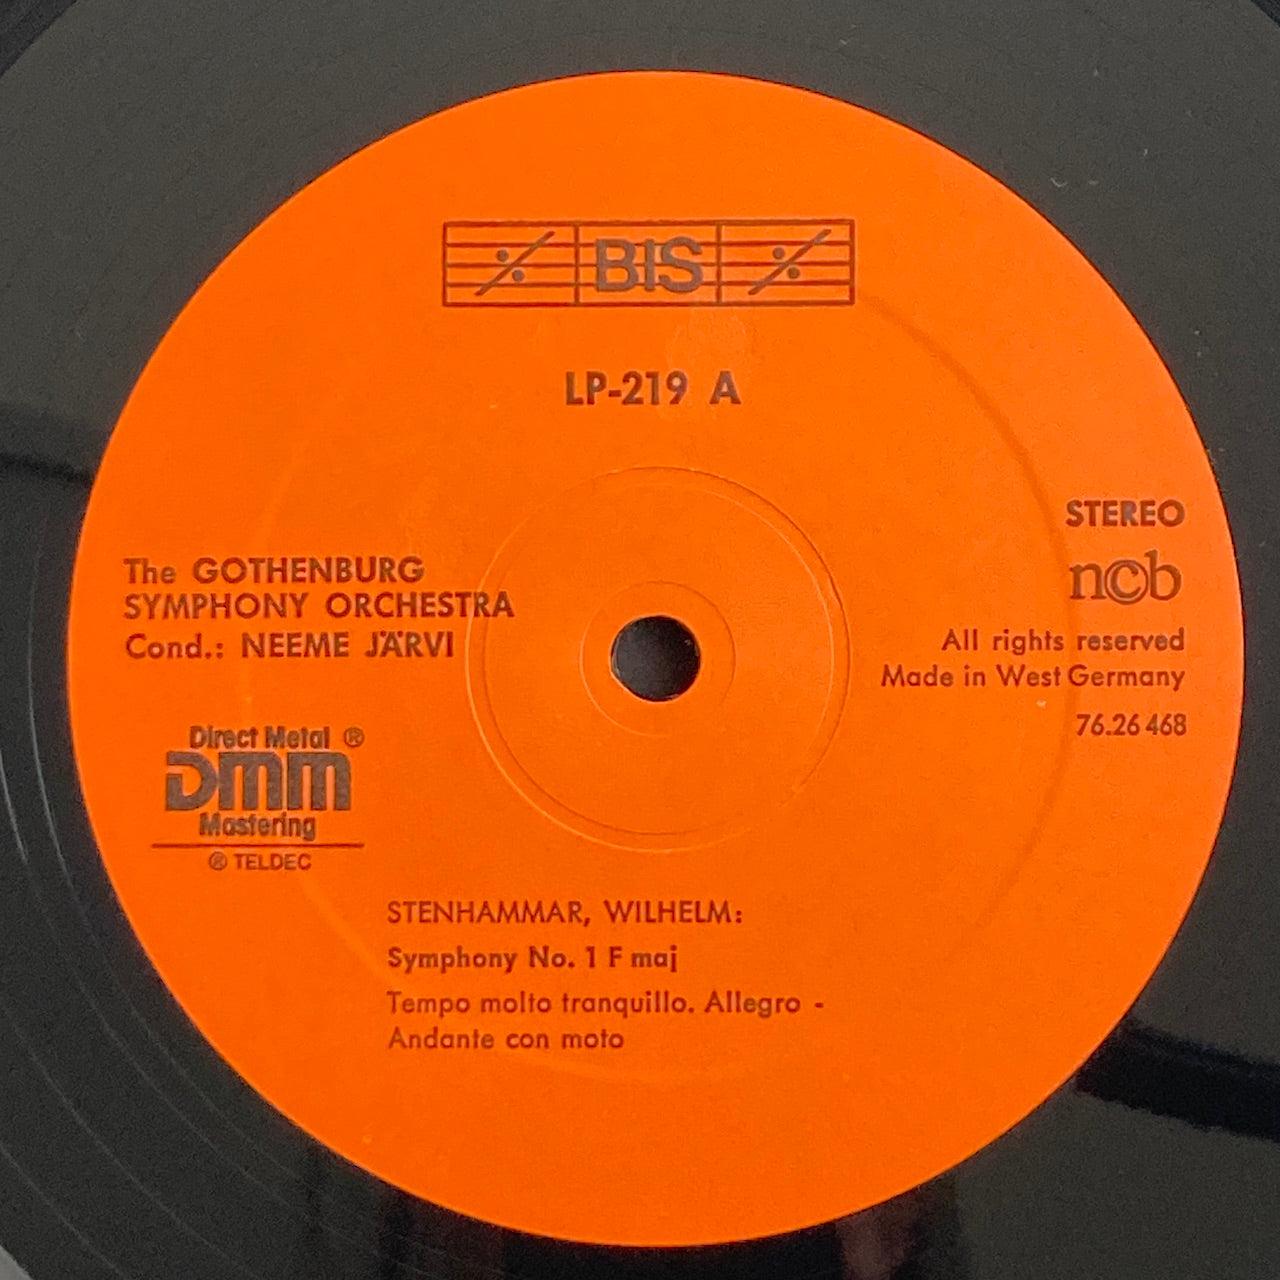 BIS
LP-219 A
The GOTHENBURG
SYMPHONY ORCHESTRA
Cond.: NEEME JÄRVI
STEREO
n©b
All rights reserved
Made in West Germany
76.26 468
Direct Metal ®
DMM
Mastering
® TELDEC
STENHAMMAR, WILHELM:
Symphony No. 1 F maj
Tempo molto tranquillo. Allegro -
Andante con moto